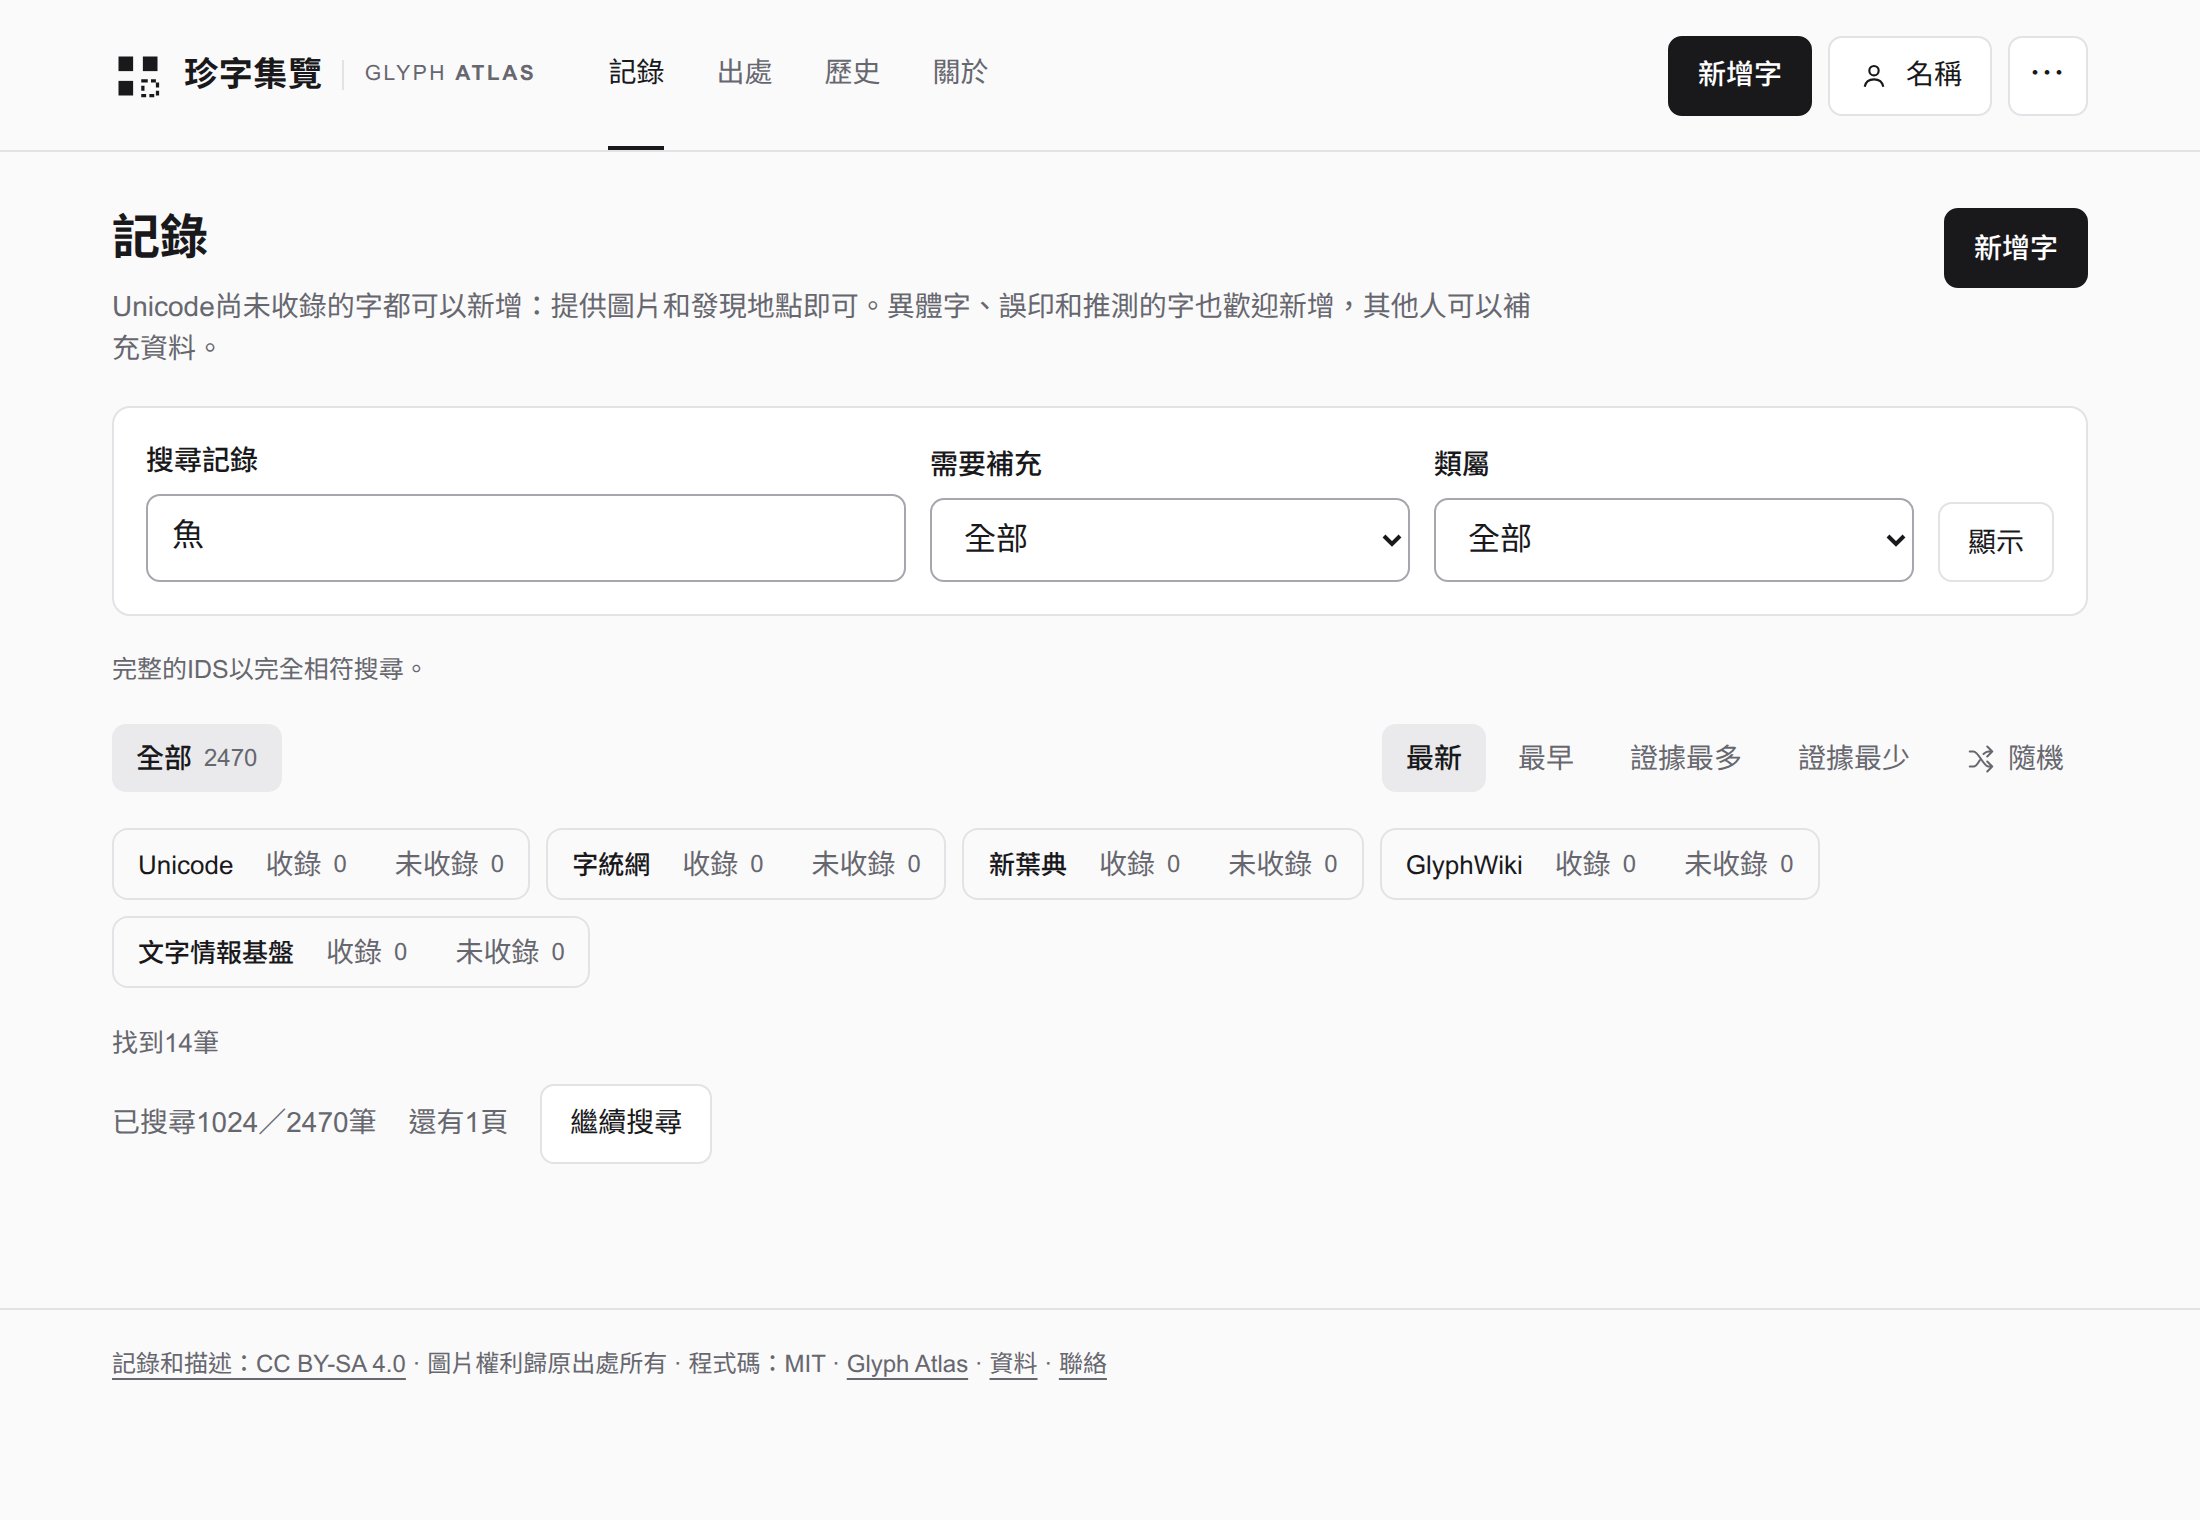 珍字集覽 GLYPH ATLAS 記錄 出處 歷史 關於 新增字 名稱 ···
記錄 新增字
Unicode尚未收錄的字都可以新增：提供圖片和發現地點即可。異體字、誤印和推測的字也歡迎新增，其他人可以補
充資料。
搜尋記錄 需要補充 類屬
魚 全部 全部 顯示
完整的IDS以完全相符搜尋。
全部 2470 最新 最早 證據最多 證據最少 隨機
Unicode 收錄 0 未收錄 0 字統網 收錄 0 未收錄 0 新葉典 收錄 0 未收錄 0 GlyphWiki 收錄 0 未收錄 0
文字情報基盤 收錄 0 未收錄 0
找到14筆
已搜尋1024／2470筆 還有1頁 繼續搜尋
記錄和描述：CC BY-SA 4.0 · 圖片權利歸原出處所有 · 程式碼：MIT · Glyph Atlas · 資料 · 聯絡